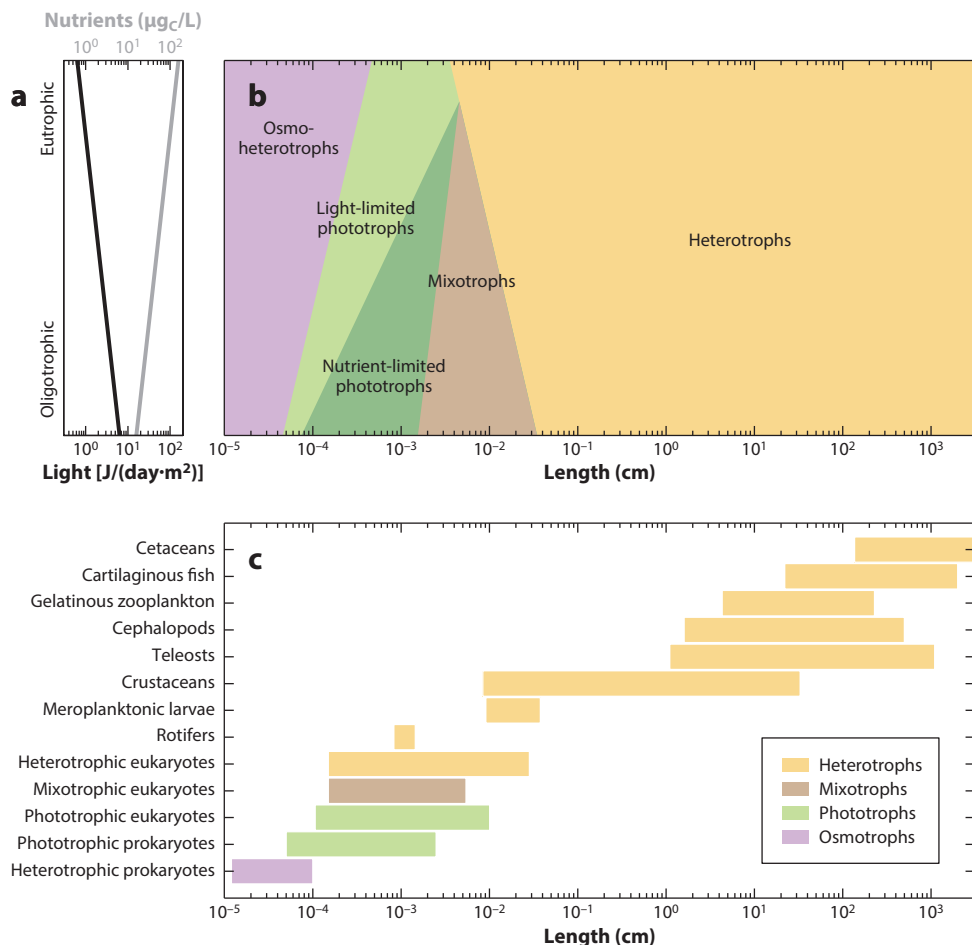 Nutrients (μg_C/L)
10⁰ 10¹ 10²
a
Eutrophic
Oligotrophic
10⁰ 10¹ 10²
Light [J/(day·m²)]
b
Osmo-
heterotrophs
Light-limited
phototrophs
Mixotrophs
Heterotrophs
Nutrient-limited
phototrophs
10⁻⁵ 10⁻⁴ 10⁻³ 10⁻² 10⁻¹ 10⁰ 10¹ 10² 10³
Length (cm)
c
Cetaceans
Cartilaginous fish
Gelatinous zooplankton
Cephalopods
Teleosts
Crustaceans
Meroplanktonic larvae
Rotifers
Heterotrophic eukaryotes
Mixotrophic eukaryotes
Phototrophic eukaryotes
Phototrophic prokaryotes
Heterotrophic prokaryotes
Heterotrophs
Mixotrophs
Phototrophs
Osmotrophs
10⁻⁵ 10⁻⁴ 10⁻³ 10⁻² 10⁻¹ 10⁰ 10¹ 10² 10³
Length (cm)